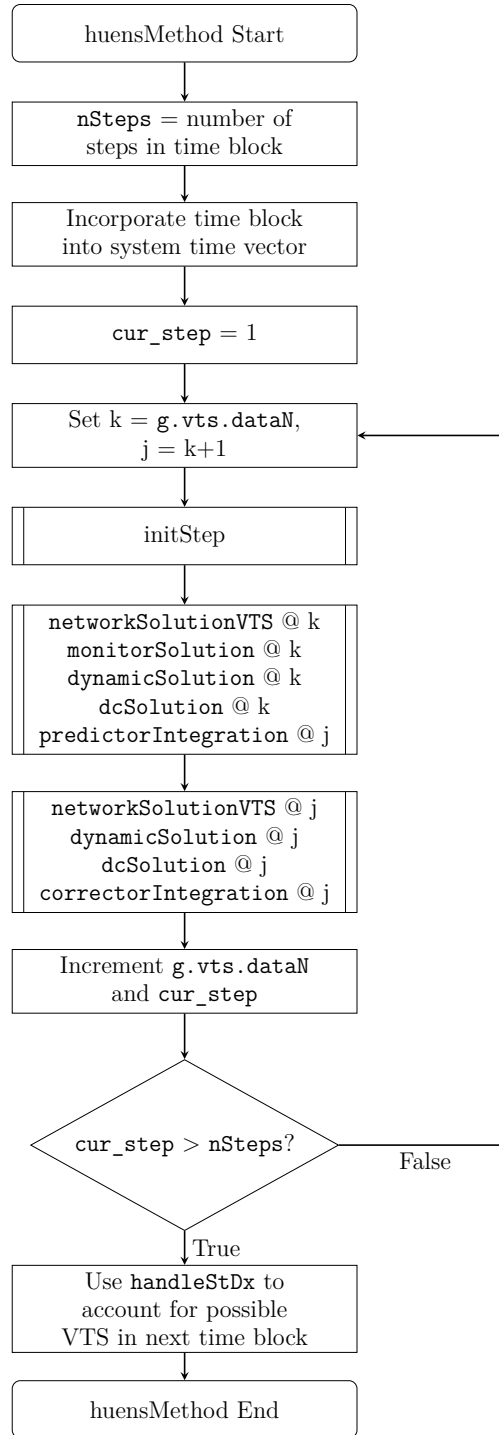 huensMethod Start
nSteps = number of
steps in time block
Incorporate time block
into system time vector
cur_step = 1
Set k = g.vts.dataN,
j = k+1
initStep
networkSolutionVTS @ k
monitorSolution @ k
dynamicSolution @ k
dcSolution @ k
predictorIntegration @ j
networkSolutionVTS @ j
dynamicSolution @ j
dcSolution @ j
correctorIntegration @ j
Increment g.vts.dataN
and cur_step
cur_step > nSteps?
False
True
Use handleStDx to
account for possible
VTS in next time block
huensMethod End